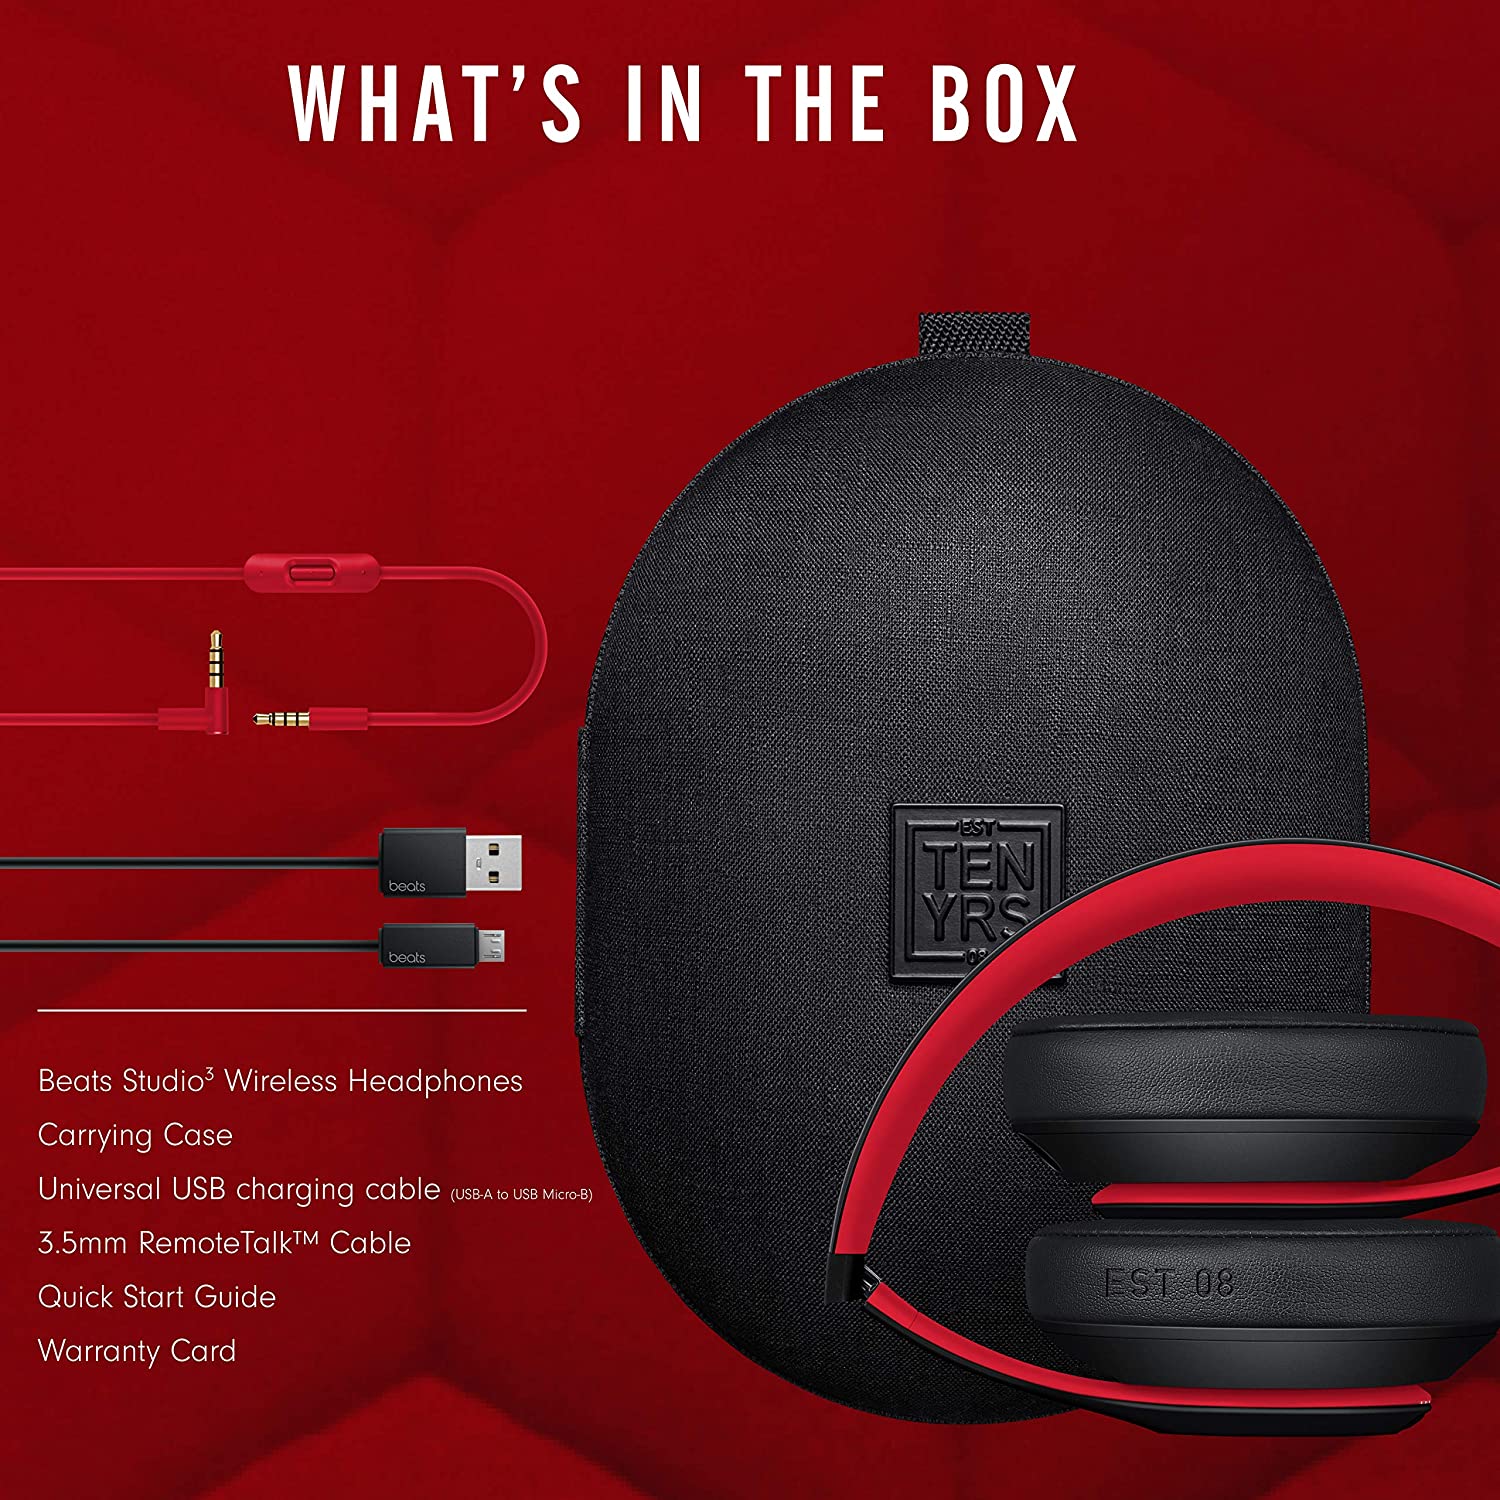 WHAT'S IN THE BOX
EST
TEN
YRS
08
beats
beats
Beats Studio³ Wireless Headphones
Carrying Case
Universal USB charging cable (USB-A to USB Micro-B)
3.5mm RemoteTalk™ Cable
Quick Start Guide
Warranty Card
EST 08